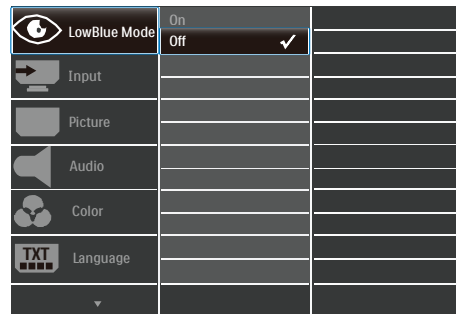 LowBlue Mode
On
Off
Input
Picture
Audio
Color
TXT
Language